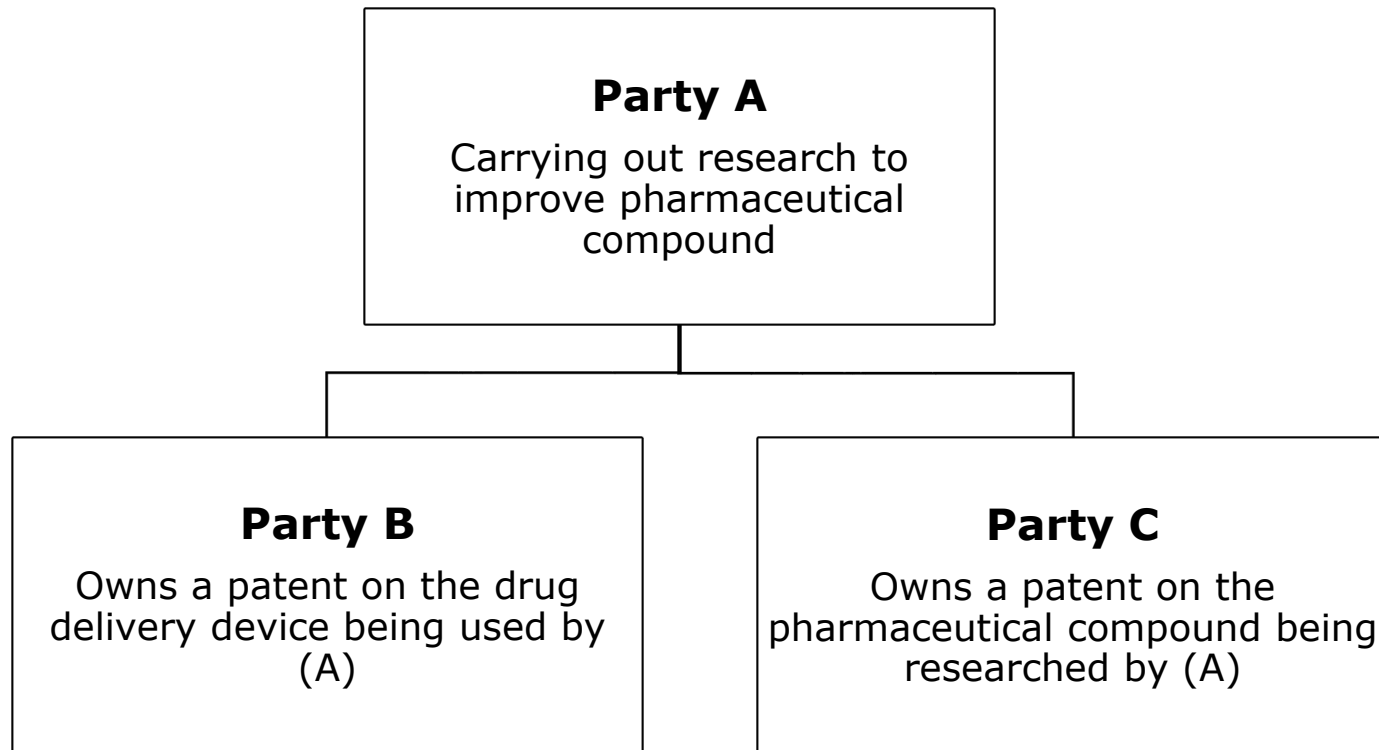 Party A
Carrying out research to
improve pharmaceutical
compound
Party B
Owns a patent on the drug
delivery device being used by
(A)
Party C
Owns a patent on the
pharmaceutical compound being
researched by (A)